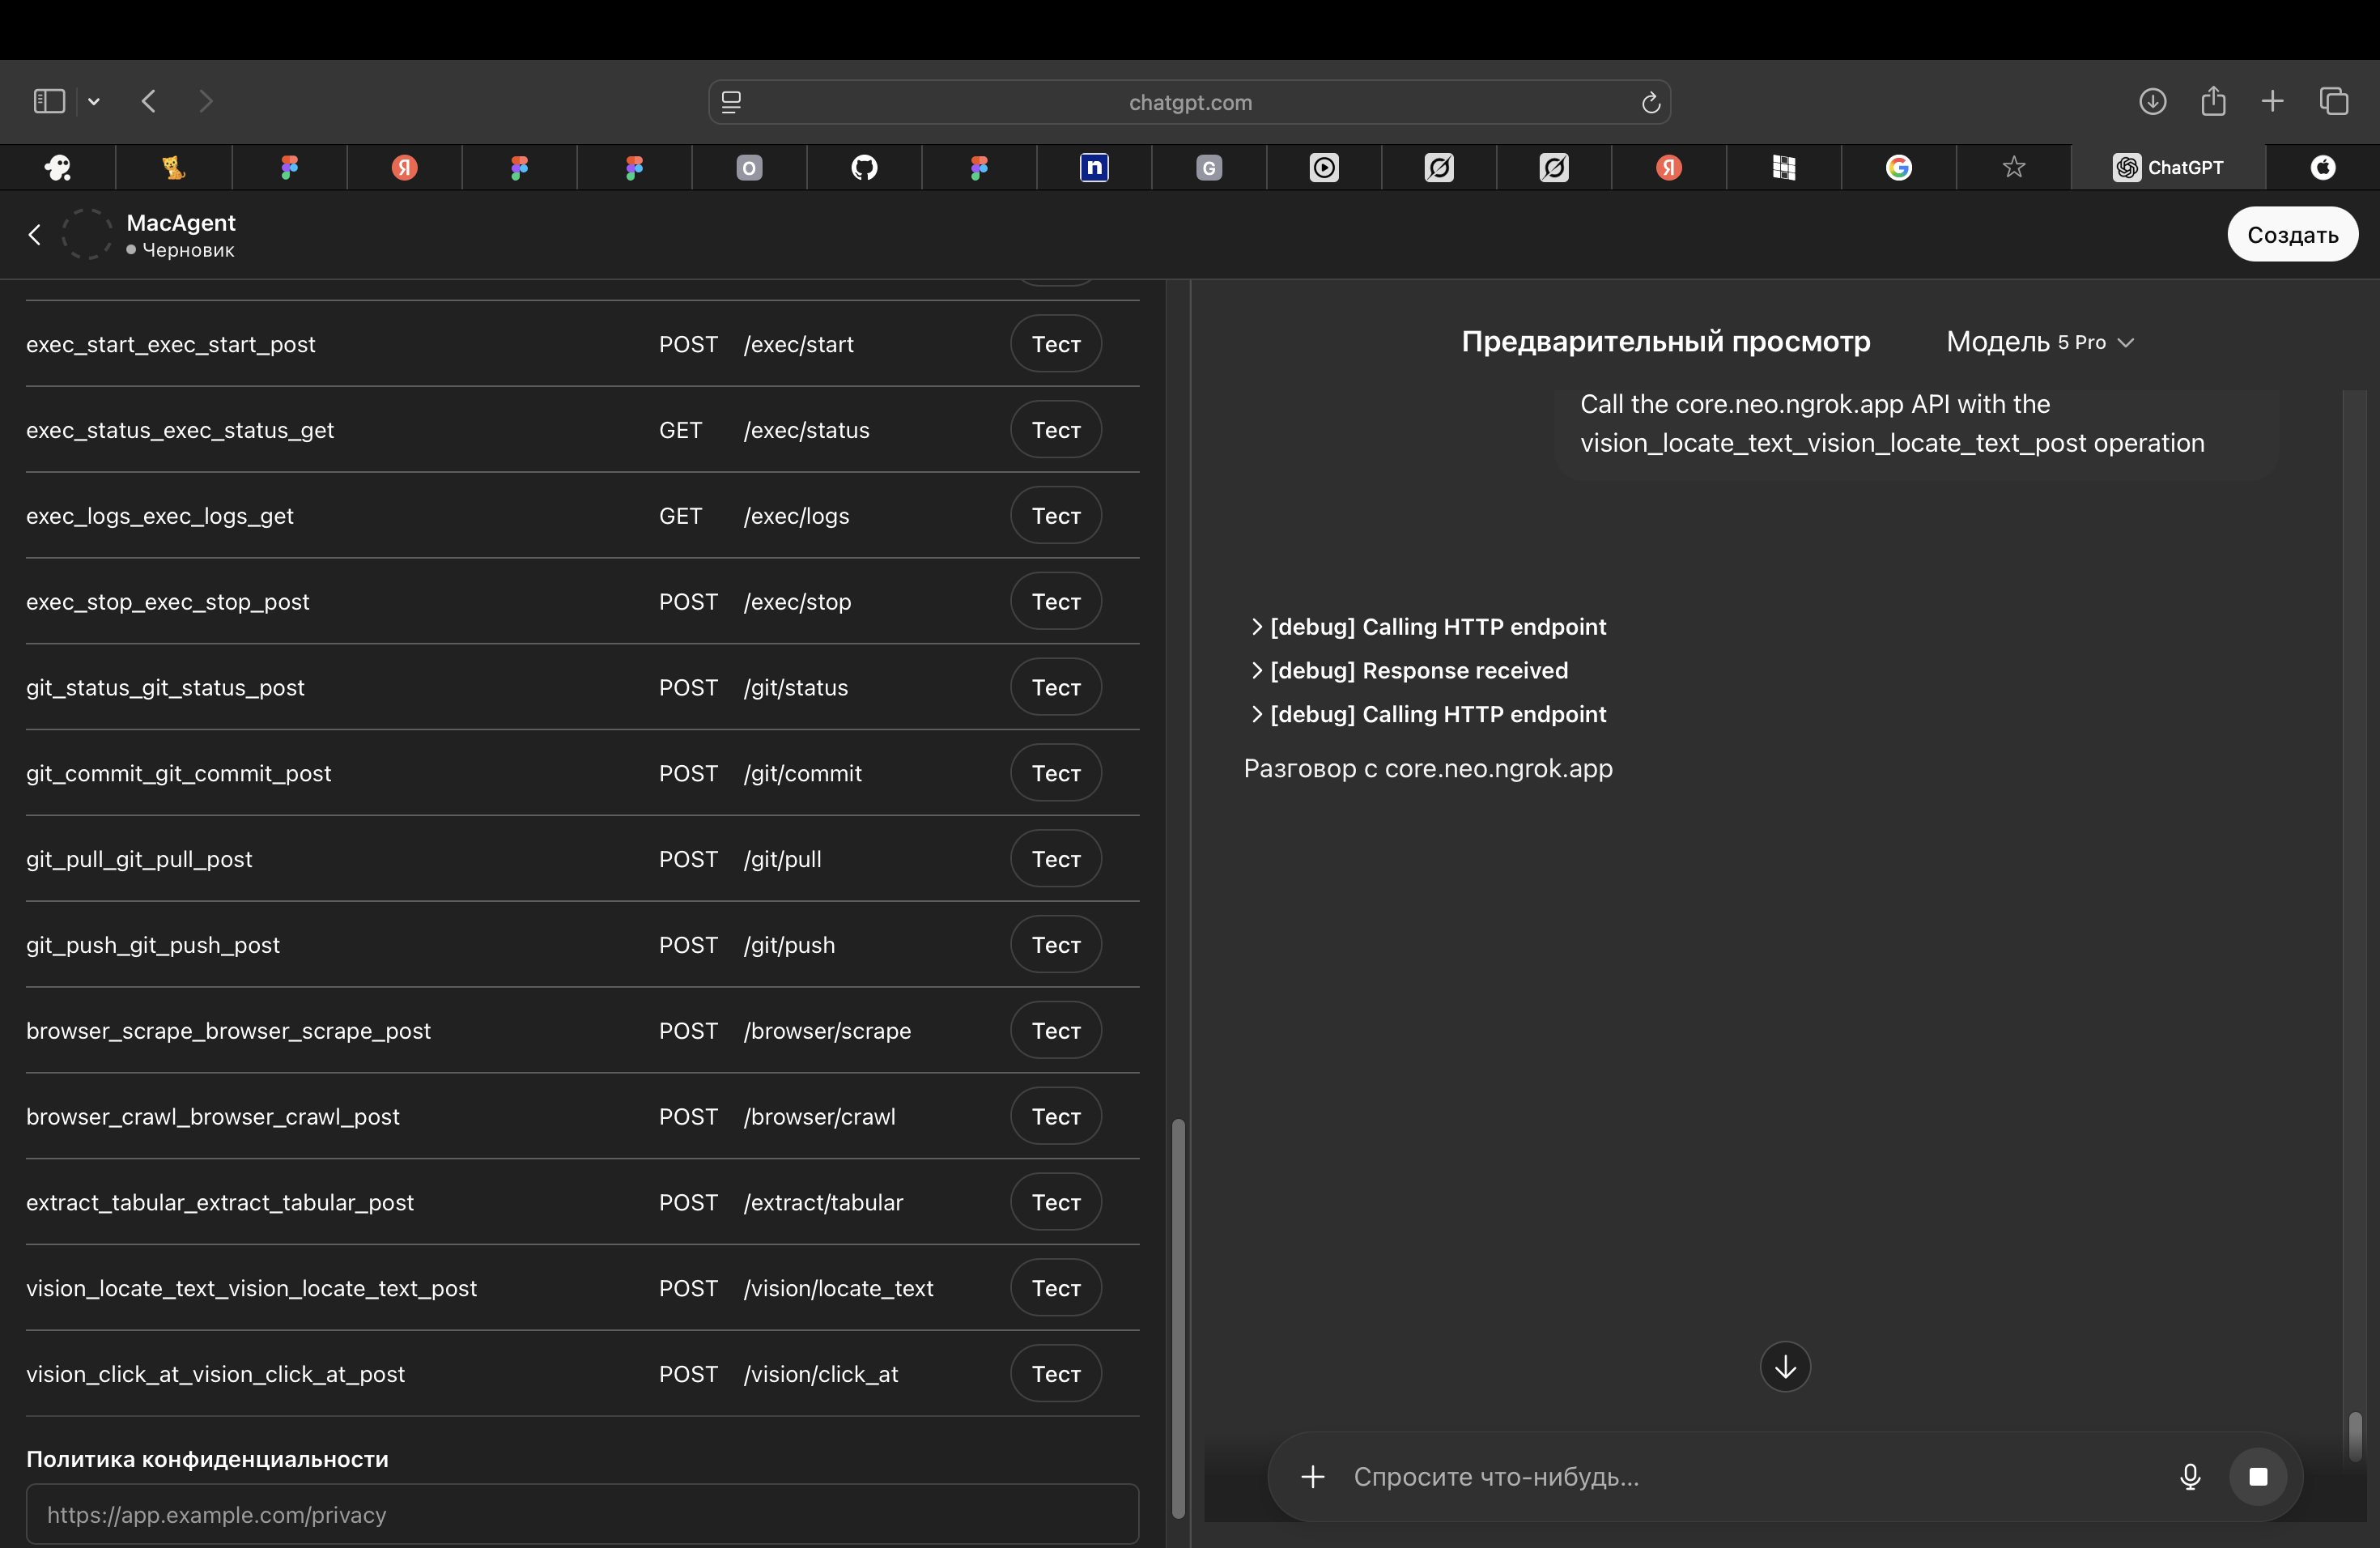 chatgpt.com
Я
O
n
G
Я
G
ChatGPT
MacAgent
Черновик
Создать
exec_start_exec_start_post POST /exec/start Тест
exec_status_exec_status_get GET /exec/status Тест
exec_logs_exec_logs_get GET /exec/logs Тест
exec_stop_exec_stop_post POST /exec/stop Тест
git_status_git_status_post POST /git/status Тест
git_commit_git_commit_post POST /git/commit Тест
git_pull_git_pull_post POST /git/pull Тест
git_push_git_push_post POST /git/push Тест
browser_scrape_browser_scrape_post POST /browser/scrape Тест
browser_crawl_browser_crawl_post POST /browser/crawl Тест
extract_tabular_extract_tabular_post POST /extract/tabular Тест
vision_locate_text_vision_locate_text_post POST /vision/locate_text Тест
vision_click_at_vision_click_at_post POST /vision/click_at Тест
Политика конфиденциальности
https://app.example.com/privacy
Предварительный просмотр Модель 5 Pro
Call the core.neo.ngrok.app API with the
vision_locate_text_vision_locate_text_post operation
[debug] Calling HTTP endpoint
[debug] Response received
[debug] Calling HTTP endpoint
Разговор с core.neo.ngrok.app
Спросите что-нибудь...